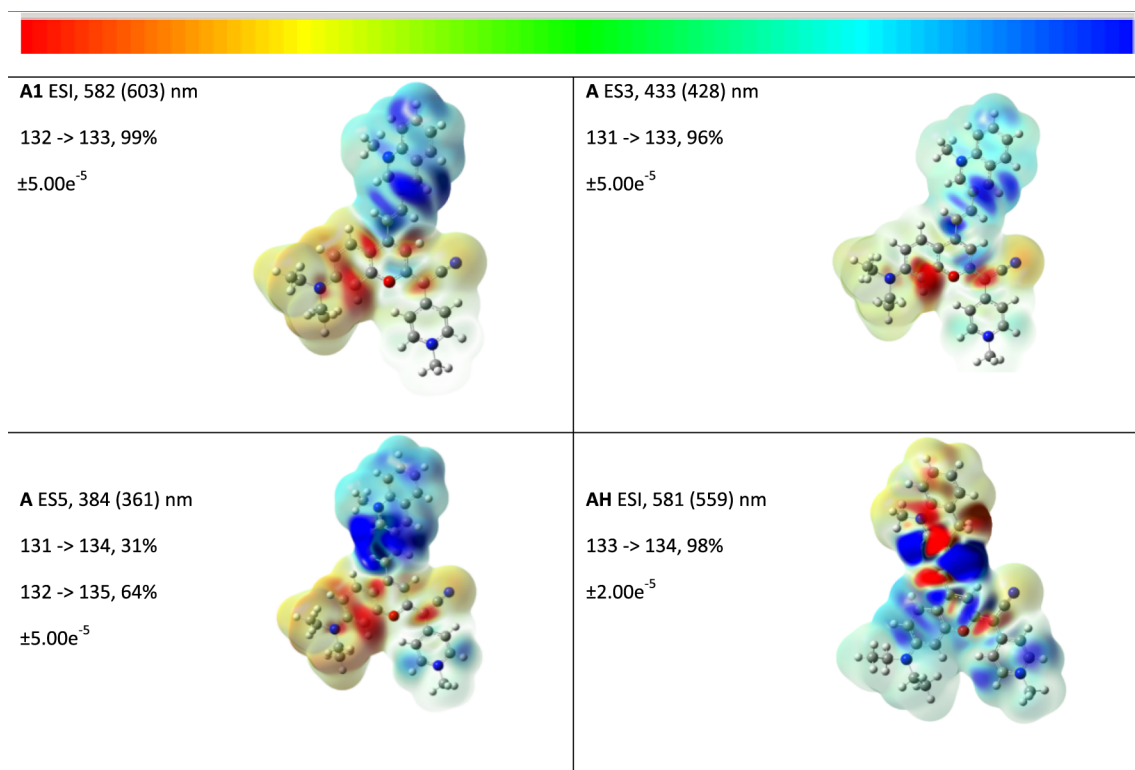 A1 ESI, 582 (603) nm
132 -> 133, 99%
±5.00e-5
A ES3, 433 (428) nm
131 -> 133, 96%
±5.00e-5
A ES5, 384 (361) nm
131 -> 134, 31%
132 -> 135, 64%
±5.00e-5
AH ESI, 581 (559) nm
133 -> 134, 98%
±2.00e-5